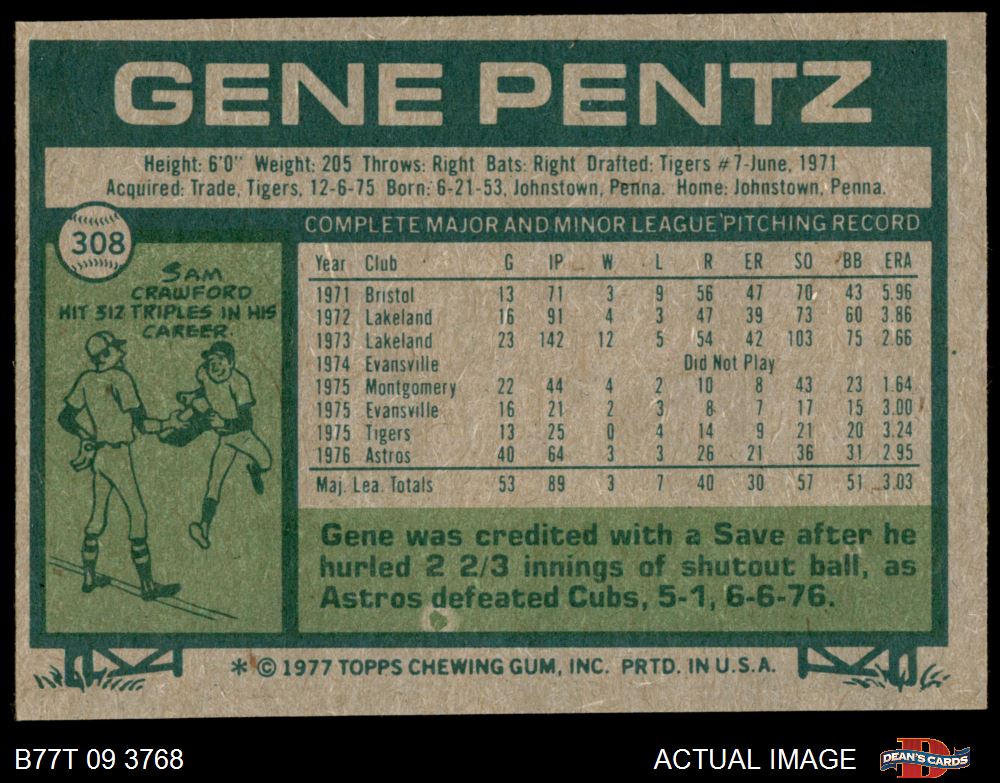 GENE PENTZ
Height: 6'0" Weight: 205 Throws: Right Bats: Right Drafted: Tigers #7-June, 1971
Acquired: Trade, Tigers, 12-6-75 Born: 6-21-53, Johnstown, Penna. Home: Johnstown, Penna.
308
SAM
CRAWFORD
HIT 312 TRIPLES IN HIS
CAREER.
COMPLETE MAJOR AND MINOR LEAGUE PITCHING RECORD
Year Club G IP W L R ER SO BB ERA
1971 Bristol 13 71 3 9 56 47 70 43 5.96
1972 Lakeland 16 91 4 3 47 39 73 60 3.86
1973 Lakeland 23 142 12 5 54 42 103 75 2.66
1974 Evansville Did Not Play
1975 Montgomery 22 44 4 2 10 8 43 23 1.64
1975 Evansville 16 21 2 3 8 7 17 15 3.00
1975 Tigers 13 25 0 4 14 9 21 20 3.24
1976 Astros 40 64 3 3 26 21 36 31 2.95
Maj. Lea. Totals 53 89 3 7 40 30 57 51 3.03
Gene was credited with a Save after he
hurled 2 2/3 innings of shutout ball, as
Astros defeated Cubs, 5-1, 6-6-76.
* © 1977 TOPPS CHEWING GUM, INC. PRTD. IN U.S.A.
B77T 09 3768
ACTUAL IMAGE
DEAN'S CARDS